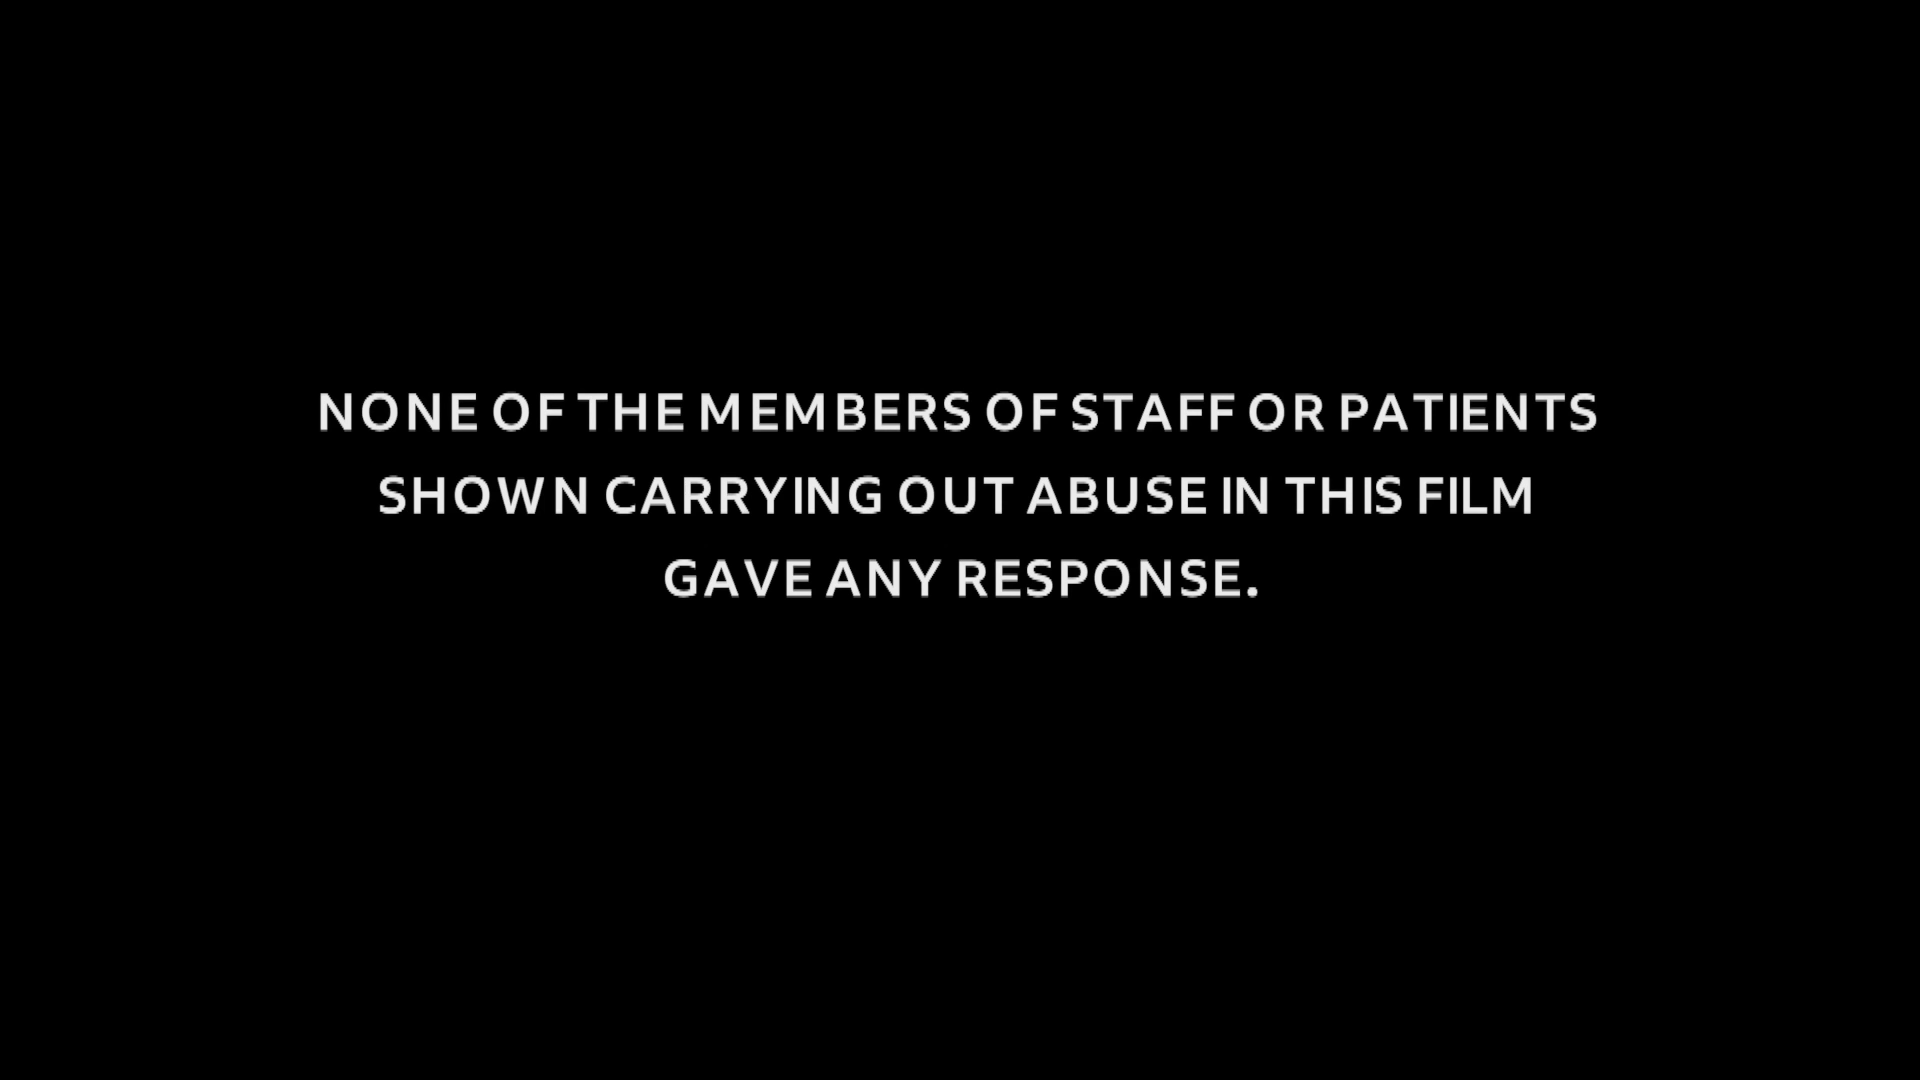 NONE OF THE MEMBERS OF STAFF OR PATIENTS
SHOWN CARRYING OUT ABUSE IN THIS FILM
GAVE ANY RESPONSE.